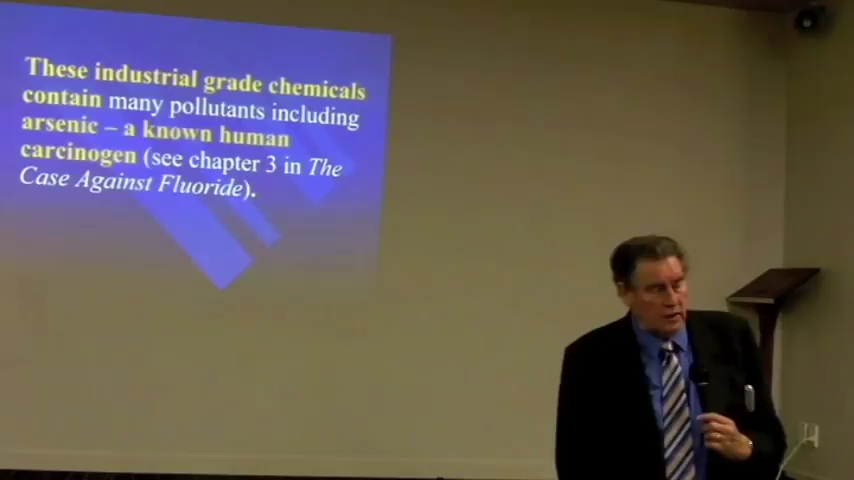 These industrial grade chemicals
contain many pollutants including
arsenic – a known human
carcinogen (see chapter 3 in The
Case Against Fluoride).